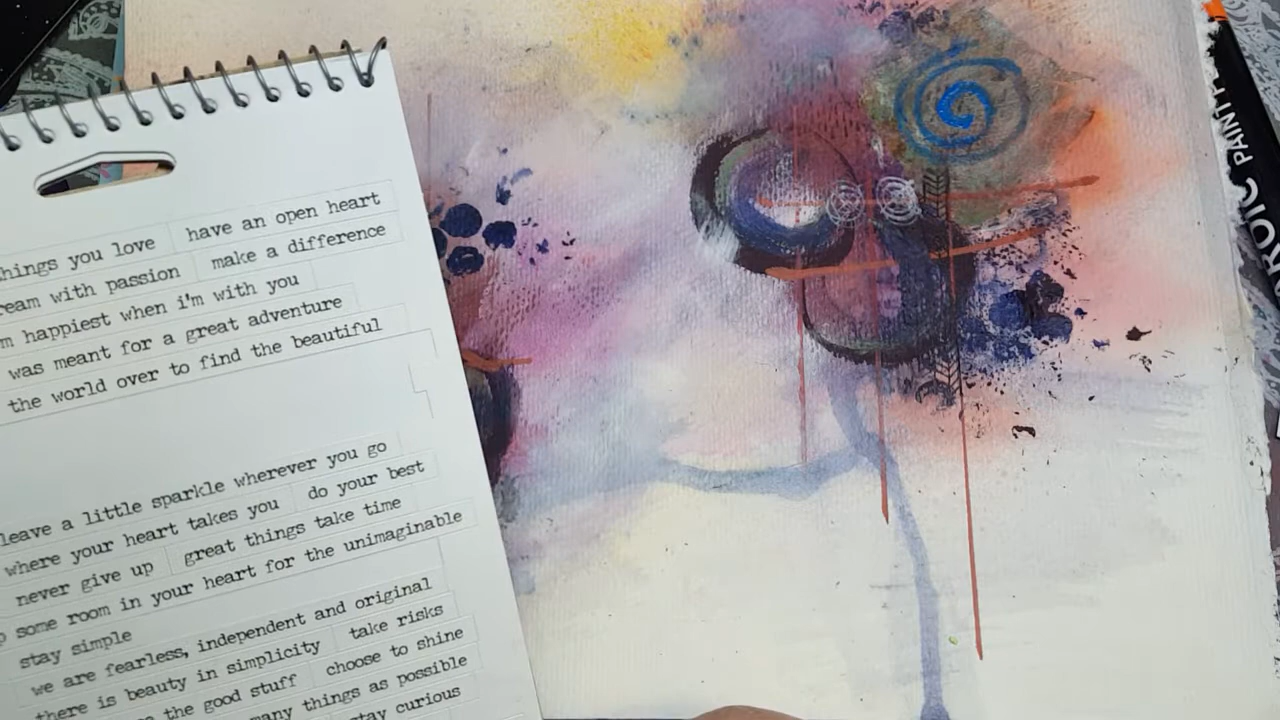 things you love have an open heart
ream with passion make a difference
m happiest when i'm with you
was meant for a great adventure
the world over to find the beautiful
leave a little sparkle wherever you go
where your heart takes you do your best
never give up great things take time
p some room in your heart for the unimaginable
stay simple
we are fearless, independent and original
there is beauty in simplicity take risks
the good stuff choose to shine
many things as possible
stay curious
PAINT